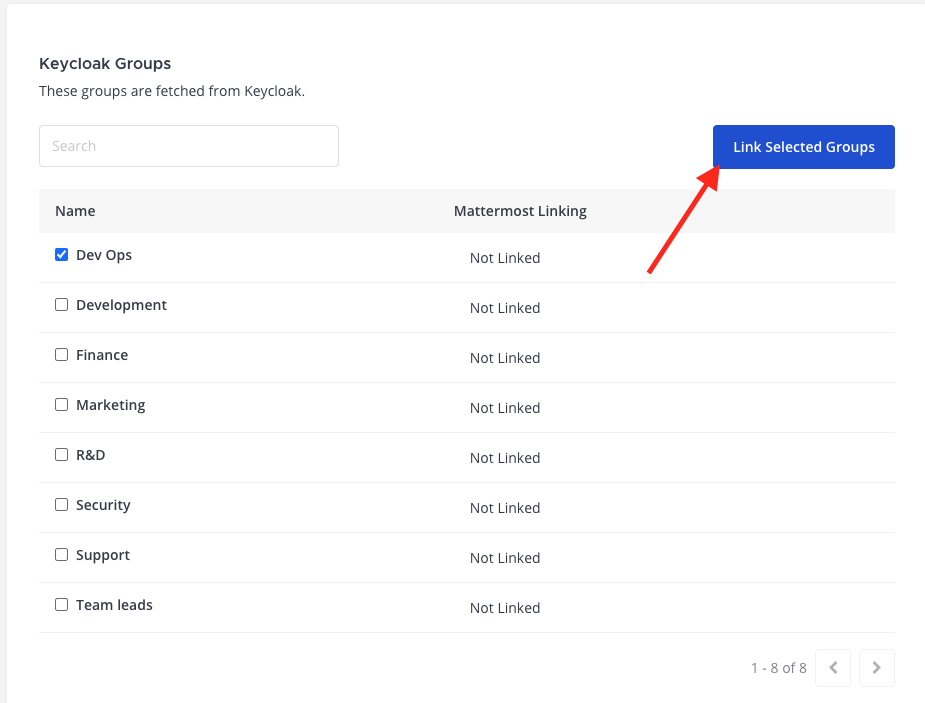 Keycloak Groups
These groups are fetched from Keycloak.
Search
Link Selected Groups
Name Mattermost Linking
Dev Ops Not Linked
Development Not Linked
Finance Not Linked
Marketing Not Linked
R&D Not Linked
Security Not Linked
Support Not Linked
Team leads Not Linked
1 - 8 of 8